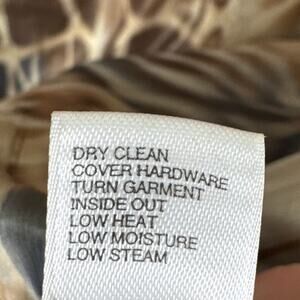 DRY CLEAN
COVER HARDWARE
TURN GARMENT
INSIDE OUT
LOW HEAT
LOW MOISTURE
LOW STEAM